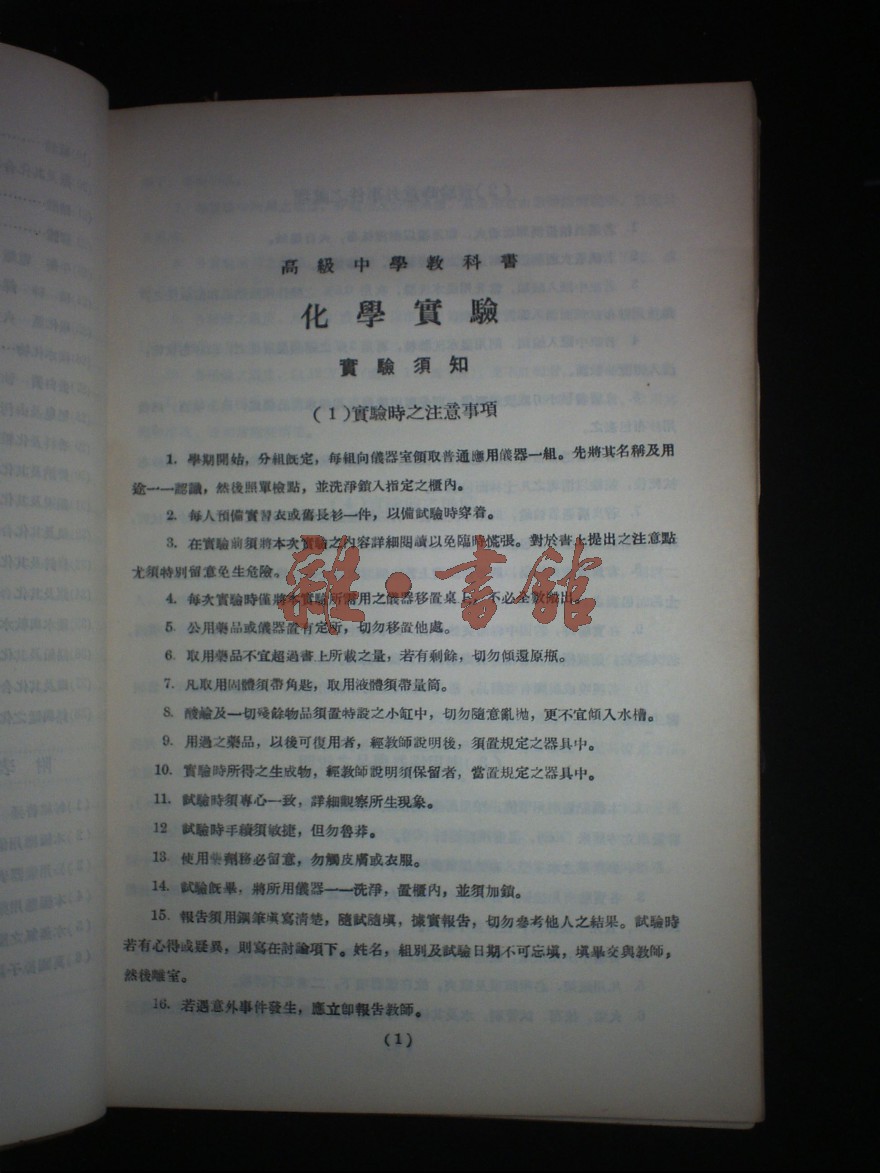 高級中學教科書
化學實驗
實驗須知
(1)實驗時之注意事項
1. 學期開始，分組旣定，每組向儀器室領取普通應用儀器一組。先將其名稱及用
途一一認識，然後照單檢點，並洗淨鎖入指定之櫃內。
2. 每人預備實習衣或舊長衫一件，以備試驗時穿着。
3. 在實驗前須將本次實驗之內容詳細閱讀以免臨時慌張。對於書上提出之注意點
尤須特別留意免生危險。
4. 每次實驗時僅將本實驗所需用之儀器移置桌上，不必全數搬出。
5. 公用藥品或儀器置有定所，切勿移置他處。
6. 取用藥品不宜超過書上所載之量，若有剩餘，切勿傾還原瓶。
7. 凡取用固體須帶角匙，取用液體須帶量筒。
8. 酸鹼及一切殘餘物品須置特設之小缸中，切勿隨意亂拋，更不宜傾入水槽。
9. 用過之藥品，以後可復用者，經教師說明後，須置規定之器具中。
10. 實驗時所得之生成物，經教師說明須保留者，當置規定之器具中。
11. 試驗時須專心一致，詳細觀察所生現象。
12 試驗時手續須敏捷，但勿魯莽。
13. 使用藥劑務必留意，勿觸皮膚或衣服。
14. 試驗旣畢，將所用儀器一一洗淨，置櫃內，並須加鎖。
15. 報告須用鋼筆填寫清楚，隨試隨填，據實報告，切勿參考他人之結果。試驗時
若有心得或疑異，則寫在討論項下。姓名，組別及試驗日期不可忘填，填畢交與教師，
然後離室。
16. 若遇意外事件發生，應立卽報告教師。
(1)
雜·書館
附 表